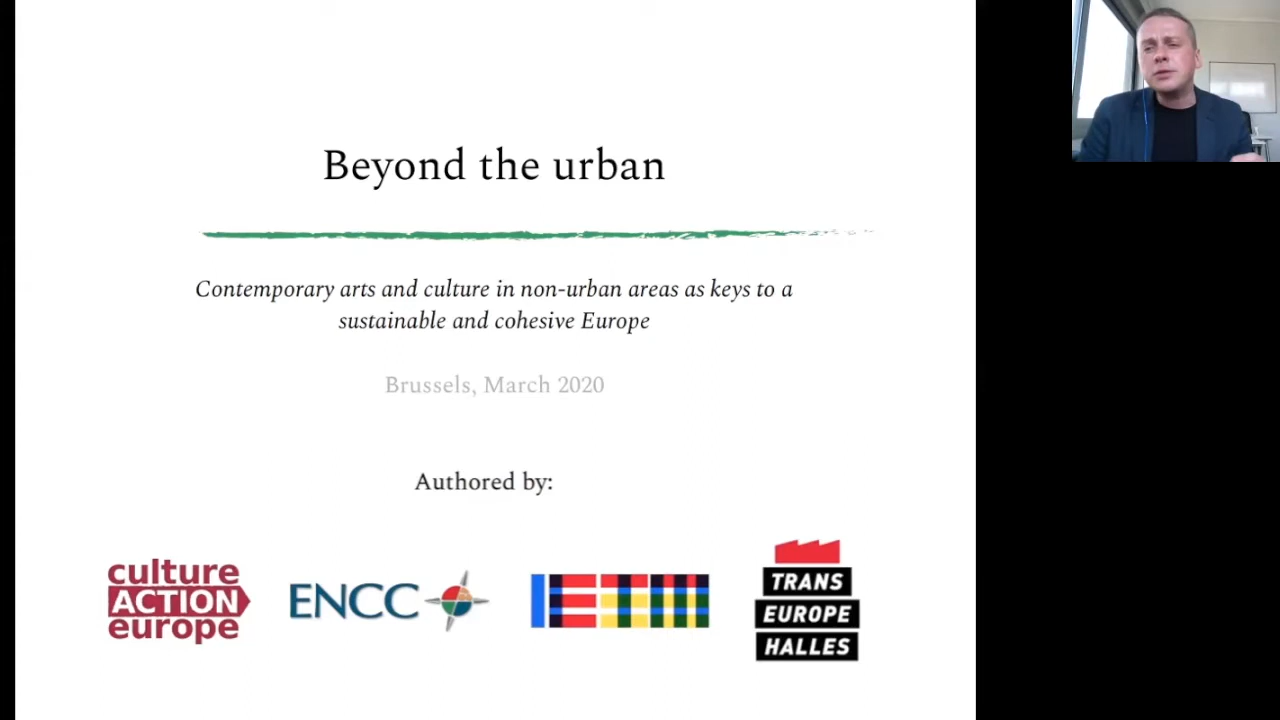 Beyond the urban
Contemporary arts and culture in non-urban areas as keys to a
sustainable and cohesive Europe
Brussels, March 2020
Authored by:
culture
ACTION
europe
ENCC
IETM
TRANS
EUROPE
HALLES